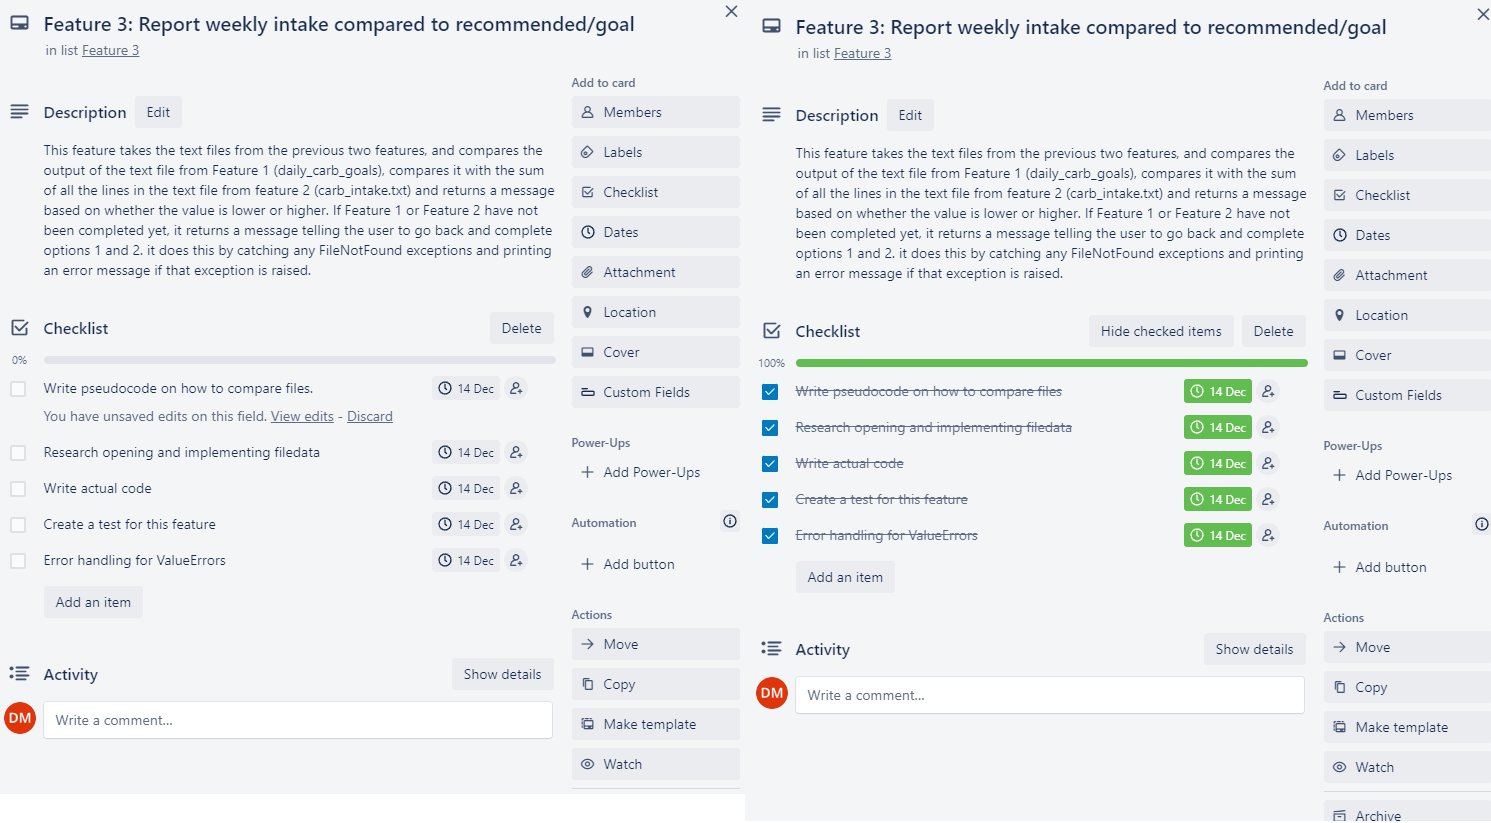 Feature 3: Report weekly intake compared to recommended/goal
in list Feature 3
Description Edit
This feature takes the text files from the previous two features, and compares the
output of the text file from Feature 1 (daily_carb_goals), compares it with the sum
of all the lines in the text file from feature 2 (carb_intake.txt) and returns a message
based on whether the value is lower or higher. If Feature 1 or Feature 2 have not
been completed yet, it returns a message telling the user to go back and complete
options 1 and 2. it does this by catching any FileNotFound exceptions and printing
an error message if that exception is raised.
Checklist Delete
0%
Write pseudocode on how to compare files. 14 Dec
You have unsaved edits on this field. View edits - Discard
Research opening and implementing filedata 14 Dec
Write actual code 14 Dec
Create a test for this feature 14 Dec
Error handling for ValueErrors 14 Dec
Add an item
Activity Show details
DM Write a comment...
Add to card
Members
Labels
Checklist
Dates
Attachment
Location
Cover
Custom Fields
Power-Ups
+ Add Power-Ups
Automation
+ Add button
Actions
Move
Copy
Make template
Watch
Feature 3: Report weekly intake compared to recommended/goal
in list Feature 3
Description Edit
This feature takes the text files from the previous two features, and compares the
output of the text file from Feature 1 (daily_carb_goals), compares it with the sum
of all the lines in the text file from feature 2 (carb_intake.txt) and returns a message
based on whether the value is lower or higher. If Feature 1 or Feature 2 have not
been completed yet, it returns a message telling the user to go back and complete
options 1 and 2. it does this by catching any FileNotFound exceptions and printing
an error message if that exception is raised.
Checklist Hide checked items Delete
100%
Write pseudocode on how to compare files 14 Dec
Research opening and implementing filedata 14 Dec
Write actual code 14 Dec
Create a test for this feature 14 Dec
Error handling for ValueErrors 14 Dec
Add an item
Activity Show details
DM Write a comment...
Add to card
Members
Labels
Checklist
Dates
Attachment
Location
Cover
Custom Fields
Power-Ups
+ Add Power-Ups
Automation
+ Add button
Actions
Move
Copy
Make template
Watch
Archive